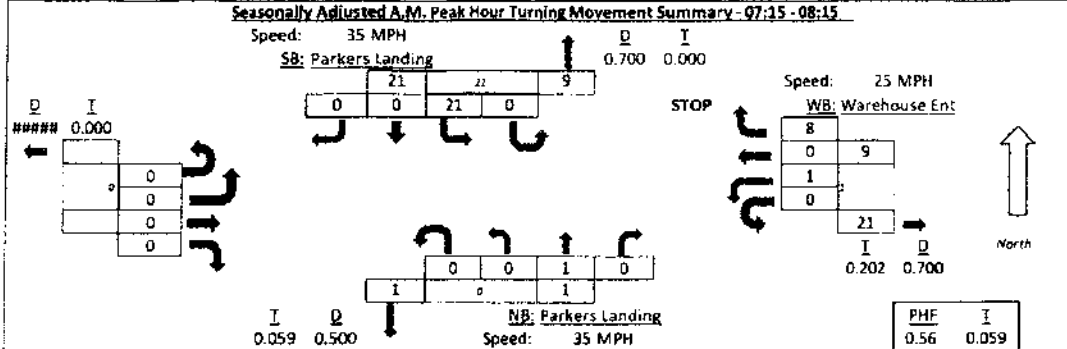 Seasonally Adjusted A.M. Peak Hour Turning Movement Summary - 07:15 - 08:15
Speed: 35 MPH
D T
SB: Parkers Landing
0.700 0.000
21 21 9
0 0 21 0
Speed: 25 MPH
STOP
WB: Warehouse Ent
D T
##### 0.000
8
0 9
1
0
21
0
0
0
0
0
T D
0.202 0.700
North
0 0 1 0
1 0 1
T D
0.059 0.500
NB: Parkers Landing
Speed: 35 MPH
PHF T
0.56 0.059